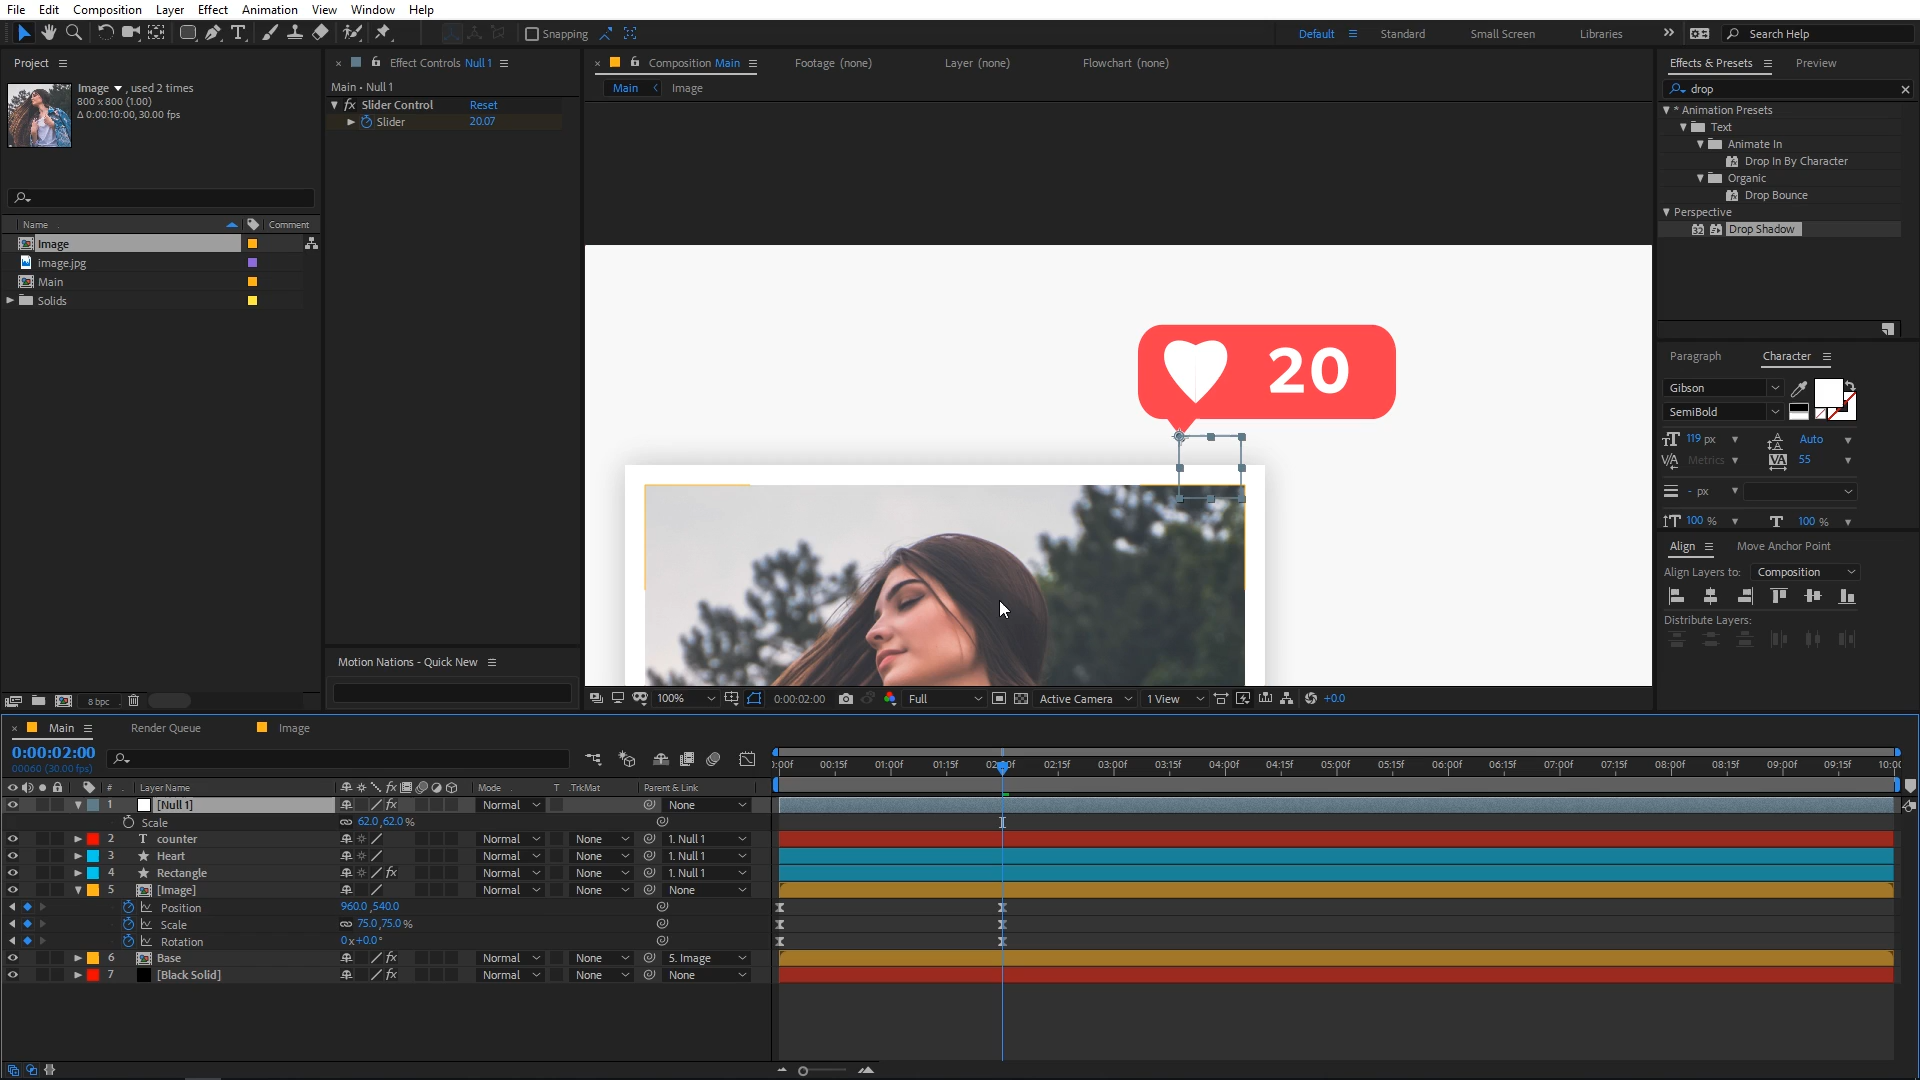 File Edit Composition Layer Effect Animation View Window Help
Snapping Default Standard Small Screen Libraries Search Help
Project
Image , used 2 times
800 x 800 (1.00)
Δ 0:00:10:00, 30.00 fps
Name Comment
Image
image.jpg
Main
Solids
8 bpc
Effect Controls Null 1
Main • Null 1
fx Slider Control Reset
Slider 20.07
Motion Nations - Quick New
Composition Main Footage (none) Layer (none) Flowchart (none)
Main Image
20
100% 0:00:02:00 Full Active Camera 1 View +0.0
Effects & Presets Preview
drop
* Animation Presets
Text
Animate In
Drop In By Character
Organic
Drop Bounce
Perspective
Drop Shadow
Paragraph Character
Gibson
SemiBold
119 px Auto
Metrics 55
- px
100 % 100 %
Align Move Anchor Point
Align Layers to: Composition
Distribute Layers:
Main Render Queue Image
0:00:02:00
00060 (30.00 fps)
:00f 00:15f 01:00f 01:15f 02:00f 02:15f 03:00f 03:15f 04:00f 04:15f 05:00f 05:15f 06:00f 06:15f 07:00f 07:15f 08:00f 08:15f 09:00f 09:15f 10:00
# Layer Name Mode T .TrkMat Parent & Link
1 [Null 1] Normal None
Scale 62.0,62.0 %
2 counter Normal None 1. Null 1
3 Heart Normal None 1. Null 1
4 Rectangle Normal None 1. Null 1
5 [Image] Normal None None
Position 960.0,540.0
Scale 75.0,75.0 %
Rotation 0x+0.0°
6 Base Normal None 5. Image
7 [Black Solid] Normal None None